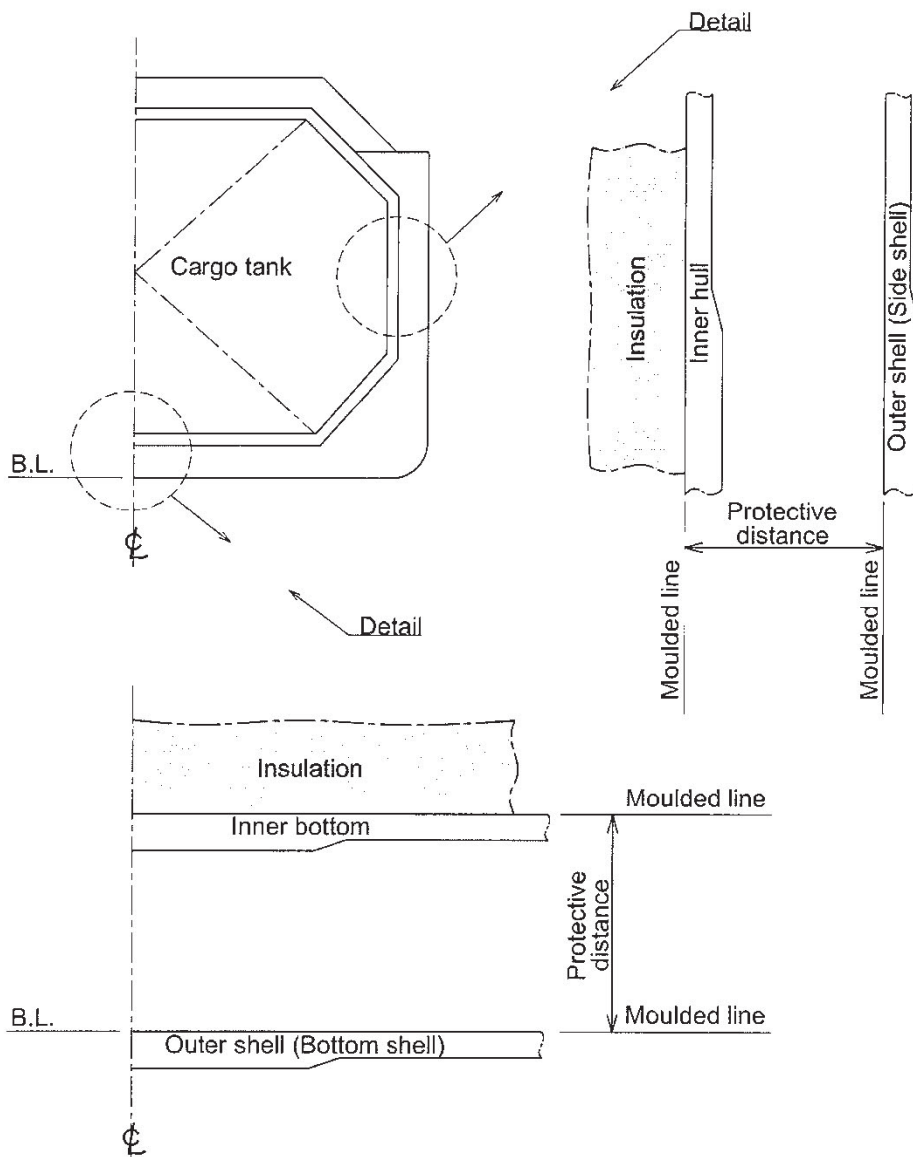 Detail
Cargo tank
B.L.
℄
Insulation
Inner hull
Outer shell (Side shell)
Protective
distance
Moulded line
Moulded line
Detail
Insulation
Inner bottom
Moulded line
Protective
distance
B.L.
Outer shell (Bottom shell)
Moulded line
℄